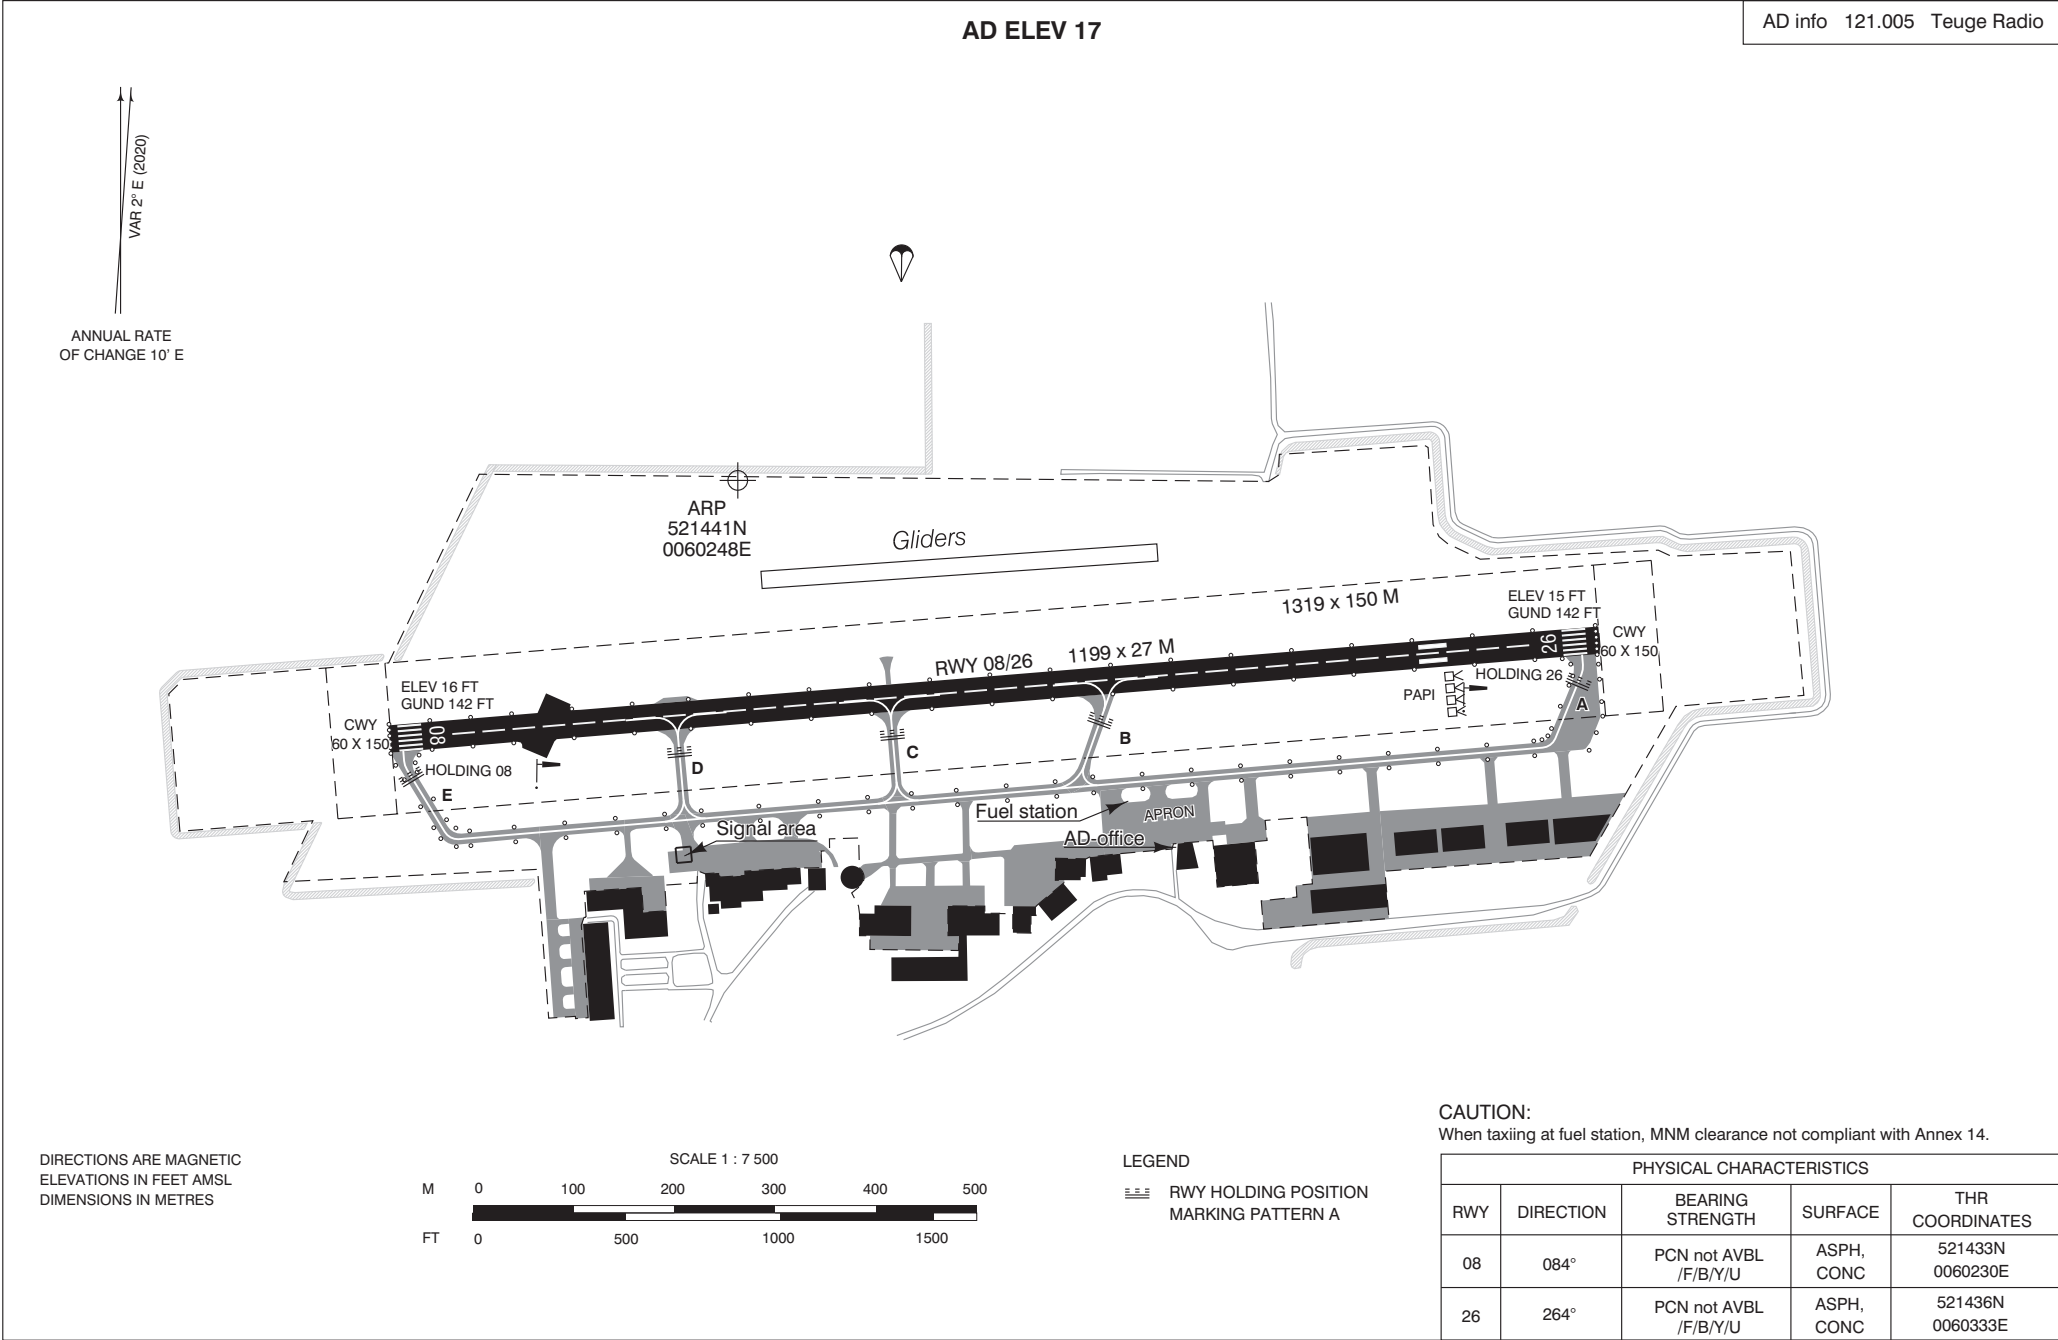 AD ELEV 17
AD info 121.005 Teuge Radio
VAR 2° E (2020)
ANNUAL RATE
OF CHANGE 10' E
ARP
521441N
0060248E
Gliders
1319 x 150 M
RWY 08/26
1199 x 27 M
ELEV 15 FT
GUND 142 FT
26
CWY
60 X 150
HOLDING 26
PAPI
A
ELEV 16 FT
GUND 142 FT
CWY
60 X 150
08
HOLDING 08
E
D
C
B
Signal area
Fuel station
APRON
AD-office
DIRECTIONS ARE MAGNETIC
ELEVATIONS IN FEET AMSL
DIMENSIONS IN METRES
SCALE 1 : 7 500
M 0 100 200 300 400 500
FT 0 500 1000 1500
LEGEND
RWY HOLDING POSITION
MARKING PATTERN A
CAUTION:
When taxiing at fuel station, MNM clearance not compliant with Annex 14.
PHYSICAL CHARACTERISTICS
RWY DIRECTION BEARING STRENGTH SURFACE THR COORDINATES
08 084° PCN not AVBL /F/B/Y/U ASPH, CONC 521433N 0060230E
26 264° PCN not AVBL /F/B/Y/U ASPH, CONC 521436N 0060333E